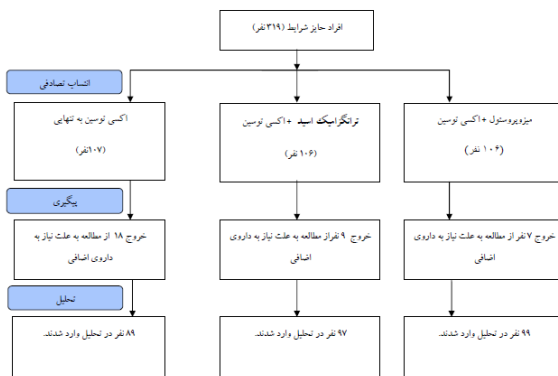 افراد حایز شرایط (۳۱۹نفر)
انتساب تصادفی
میزوپروستول + اکسی توسین
(۱۰۶ نفر)
ترانگزامیک اسید + اکسی توسین
(۱۰۶ نفر)
اکسی توسین به تنهایی
(۱۰۷نفر)
پیگیری
خروج ۷ نفر از مطالعه به علت نیاز به داروی
اضافی
خروج ۹ نفراز مطالعه به علت نیاز به داروی
اضافی
خروج ۱۸ از مطالعه به علت نیاز به
داروی اضافی
تحلیل
۹۹ نفر در تحلیل وارد شدند.
۹۷ نفر در تحلیل وارد شدند.
۸۹ نفر در تحلیل وارد شدند.